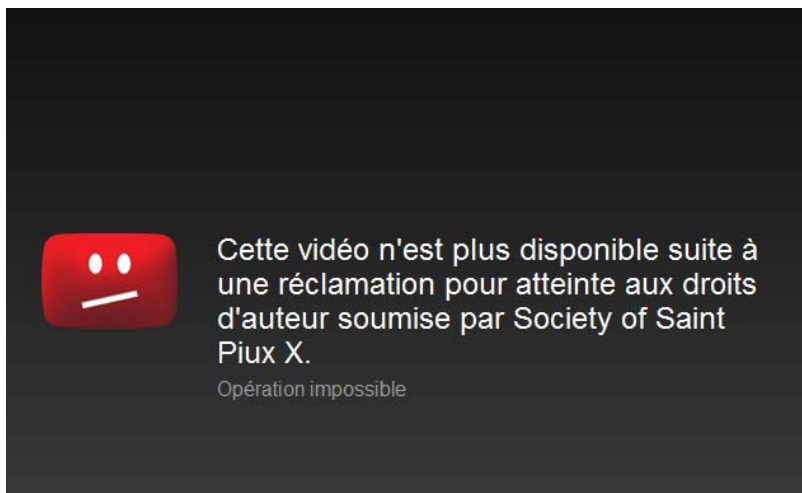 Cette vidéo n'est plus disponible suite à
une réclamation pour atteinte aux droits
d'auteur soumise par Society of Saint
Piux X.
Opération impossible